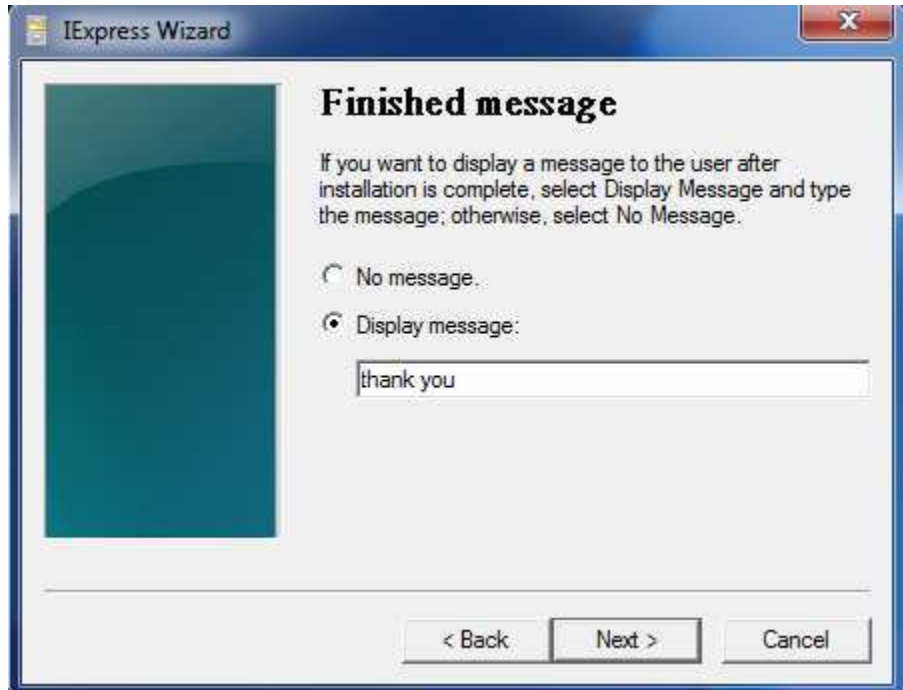 IExpress Wizard
Finished message
If you want to display a message to the user after
installation is complete, select Display Message and type
the message; otherwise, select No Message.
No message.
Display message:
thank you
< Back
Next >
Cancel